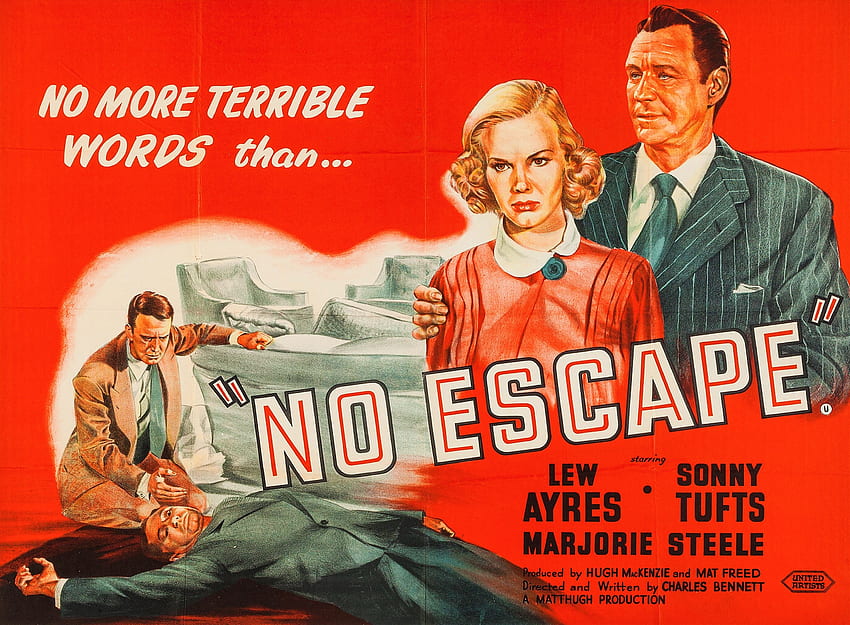 NO MORE TERRIBLE
WORDS than...
"NO ESCAPE"
U
starring
LEW AYRES • SONNY TUFTS
MARJORIE STEELE
Produced by HUGH MacKENZIE and MAT FREED
Directed and Written by CHARLES BENNETT
A MATTHUGH PRODUCTION
UNITED
ARTISTS